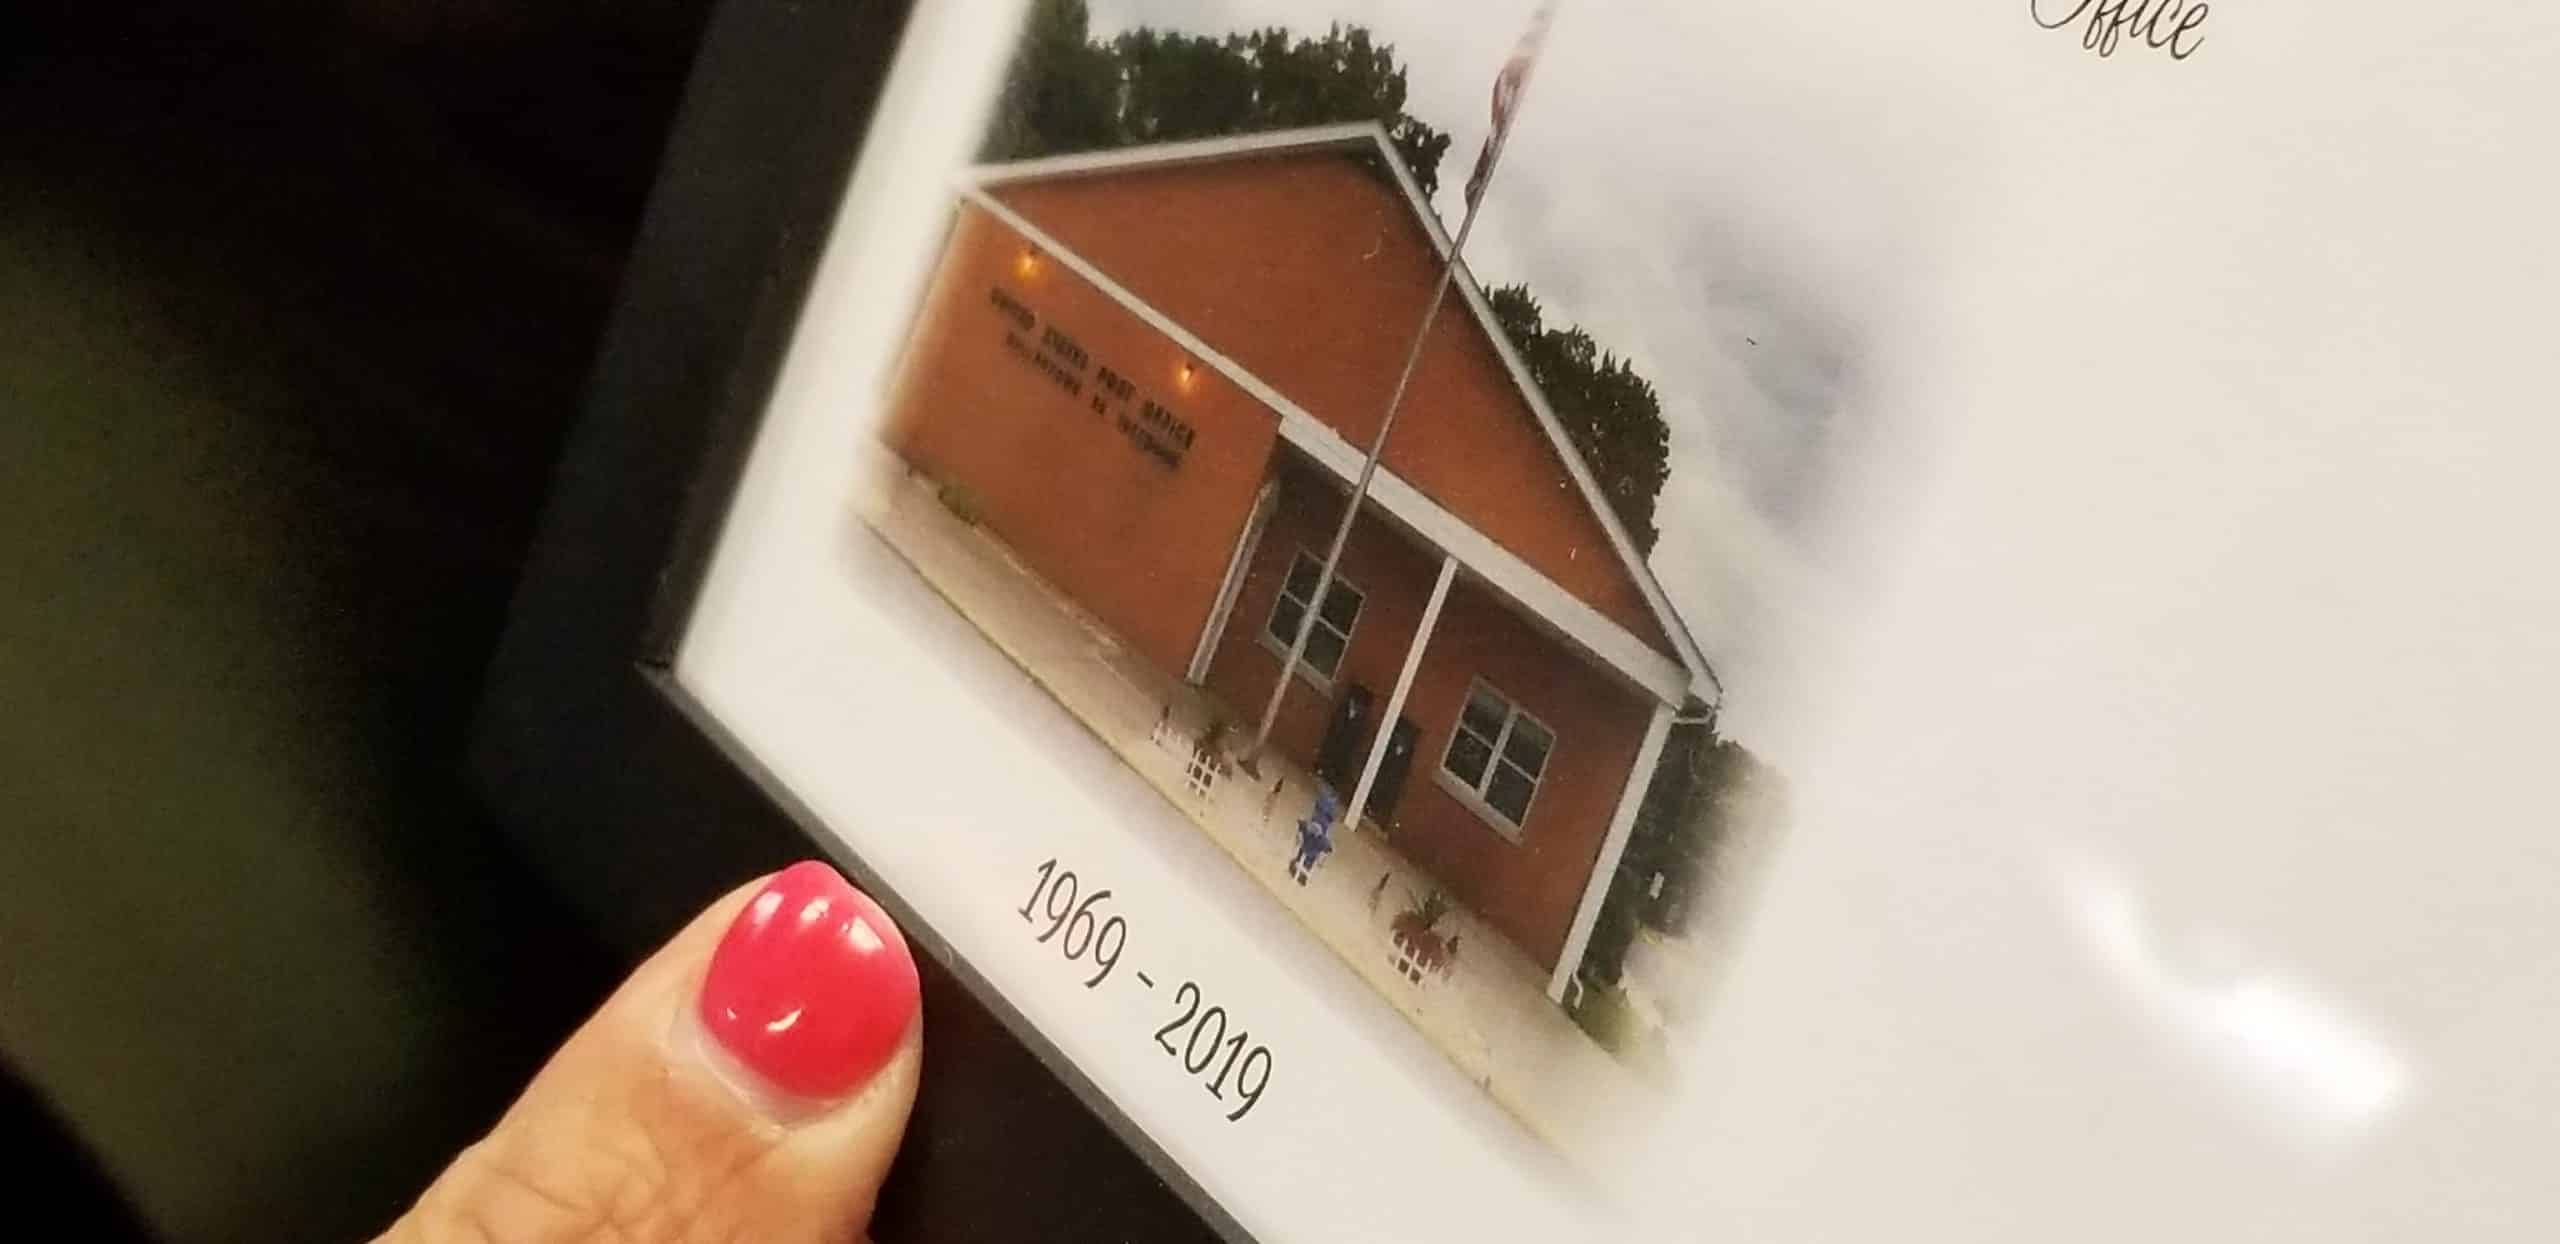 Office
UNITED STATES POST OFFICE
1969 - 2019